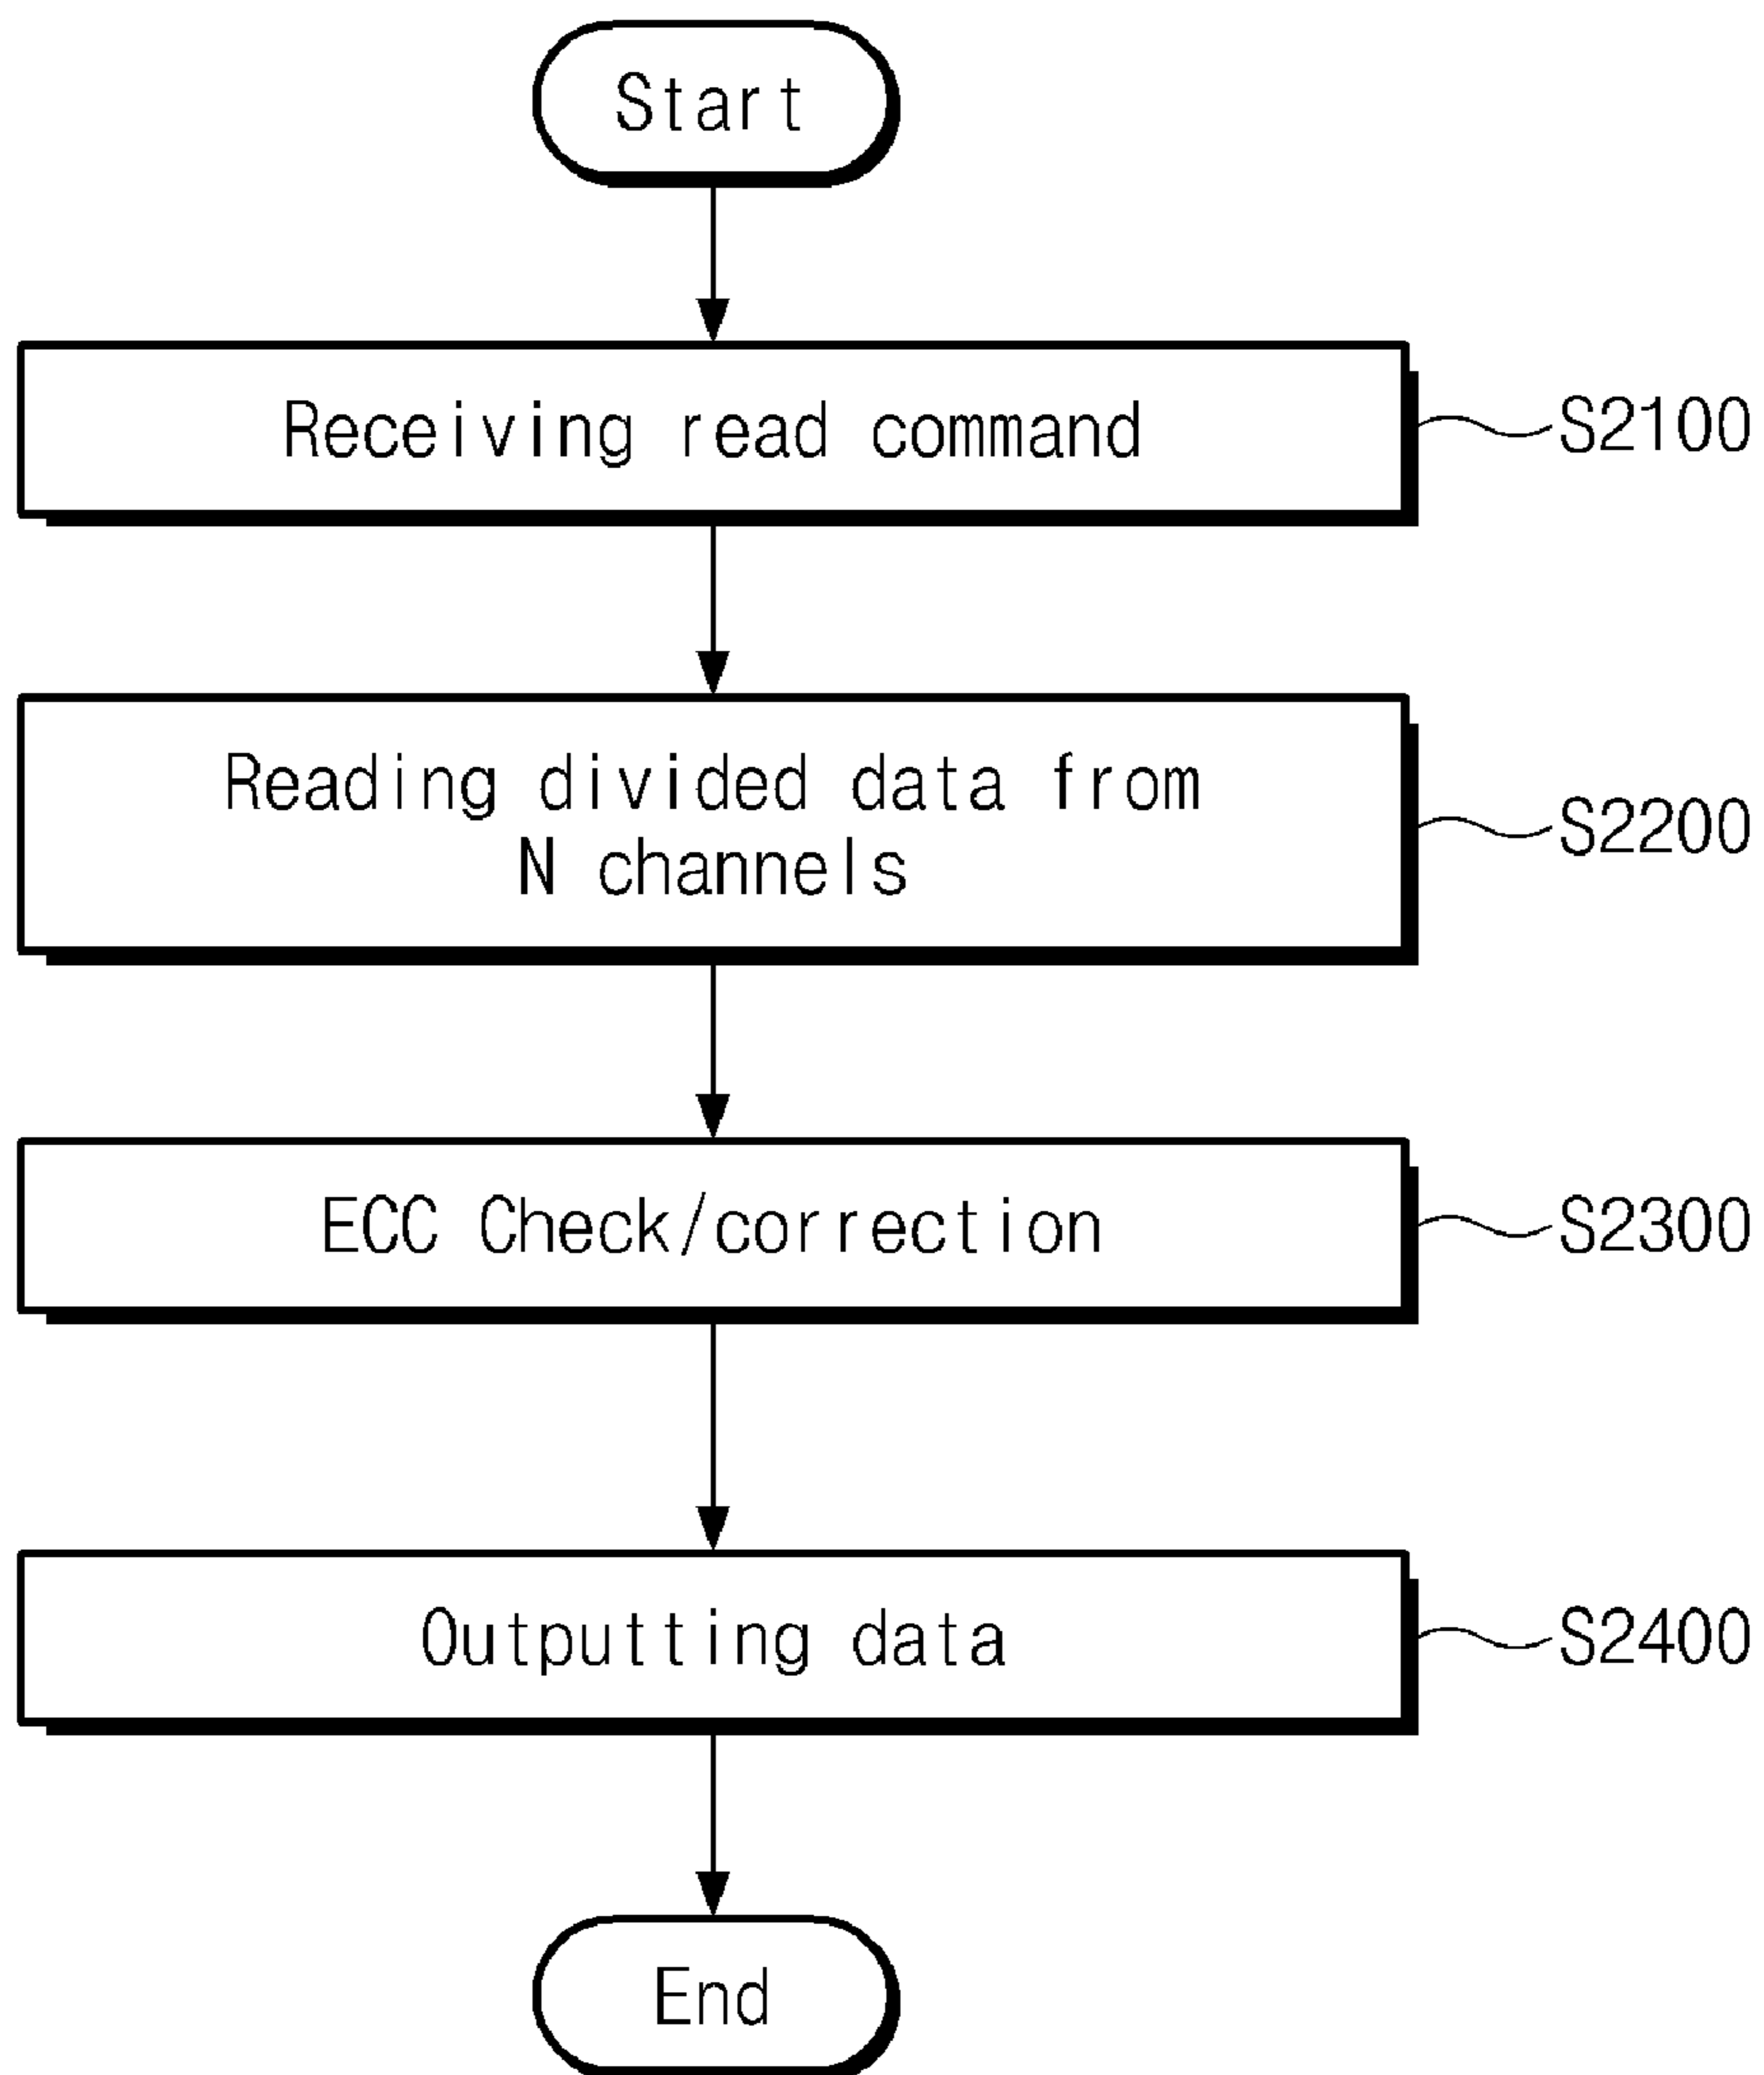 Start
Receiving read command
S2100
Reading divided data from
N channels
S2200
ECC Check/correction
S2300
Outputting data
S2400
End